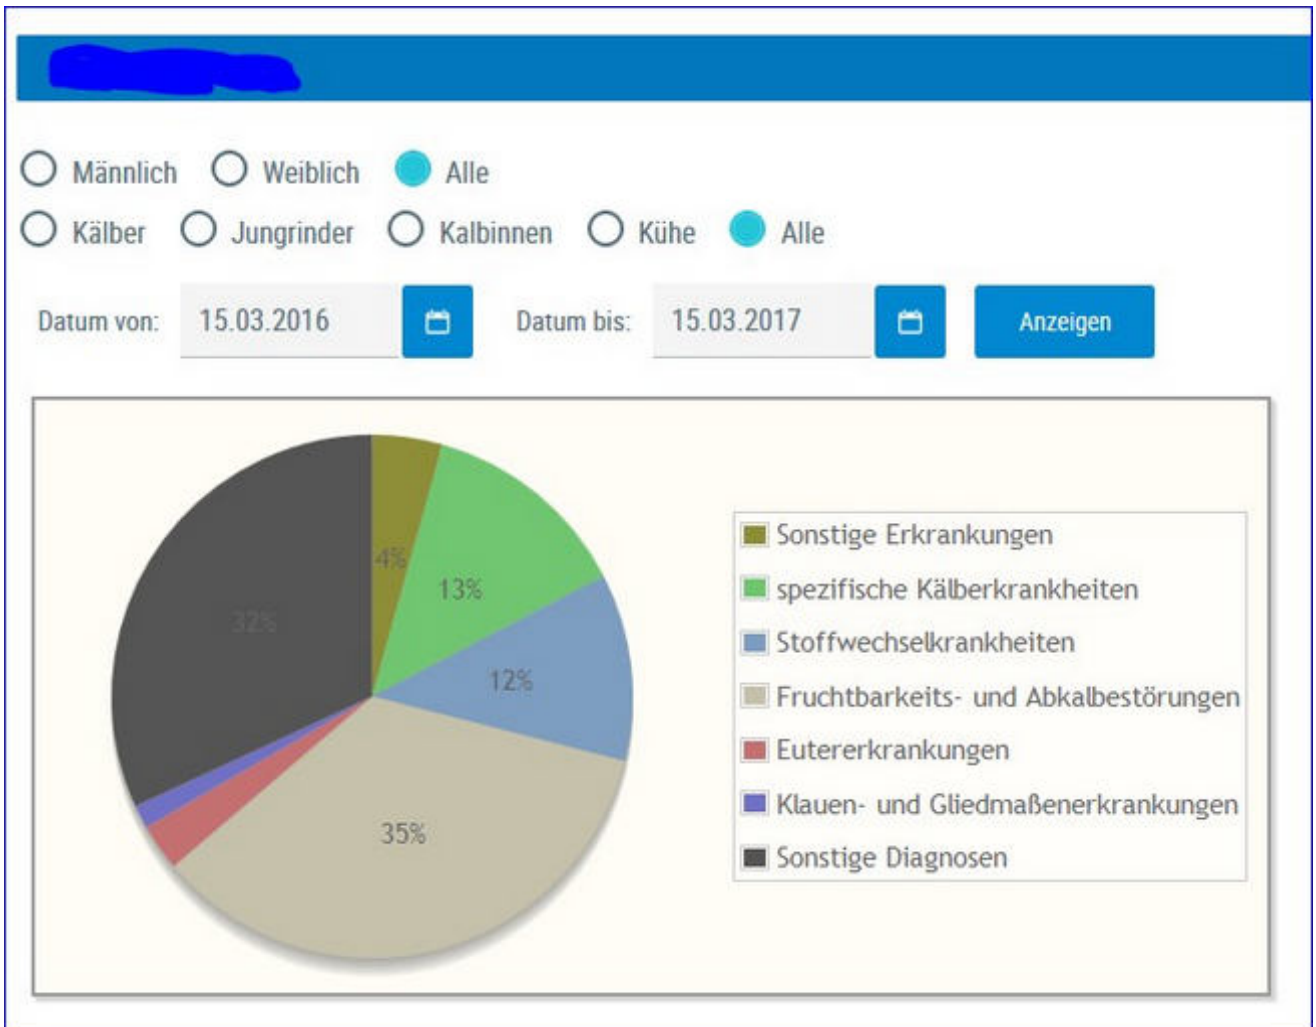 Männlich Weiblich Alle
Kälber Jungrinder Kalbinnen Kühe Alle
Datum von: 15.03.2016 Datum bis: 15.03.2017 Anzeigen
4%
13%
32%
12%
35%
Sonstige Erkrankungen
spezifische Kälberkrankheiten
Stoffwechselkrankheiten
Fruchtbarkeits- und Abkalbestörungen
Eutererkrankungen
Klauen- und Gliedmaßenerkrankungen
Sonstige Diagnosen